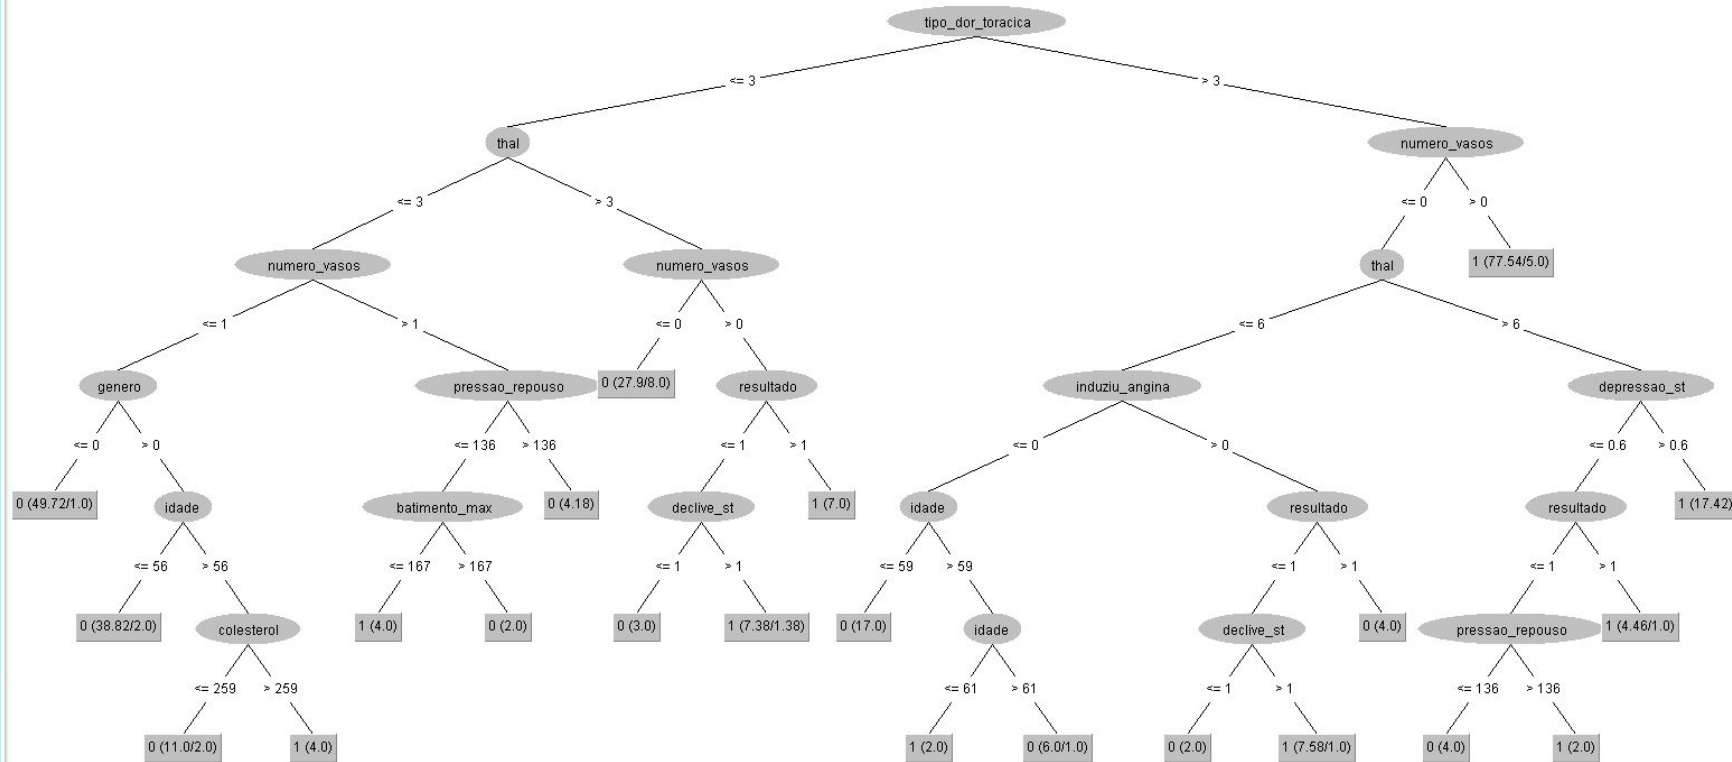 tipo_dor_toracica
<= 3 > 3
thal numero_vasos
<= 3 > 3 <= 0 > 0
numero_vasos numero_vasos thal 1 (77.54/5.0)
<= 1 > 1 <= 0 > 0 <= 6 > 6
genero pressao_repouso 0 (27.9/8.0) resultado induziu_angina depressao_st
<= 0 > 0 <= 136 > 136 <= 1 > 1 <= 0 > 0 <= 0.6 > 0.6
0 (49.72/1.0) idade batimento_max 0 (4.18) declive_st 1 (7.0) idade resultado resultado 1 (17.42)
<= 56 > 56 <= 167 > 167 <= 1 > 1 <= 59 > 59 <= 1 > 1 <= 1 > 1
0 (38.82/2.0) colesterol 1 (4.0) 0 (2.0) 0 (3.0) 1 (7.38/1.38) 0 (17.0) idade declive_st 0 (4.0) pressao_repouso 1 (4.46/1.0)
<= 259 > 259 <= 61 > 61 <= 1 > 1 <= 136 > 136
0 (11.0/2.0) 1 (4.0) 1 (2.0) 0 (6.0/1.0) 0 (2.0) 1 (7.58/1.0) 0 (4.0) 1 (2.0)